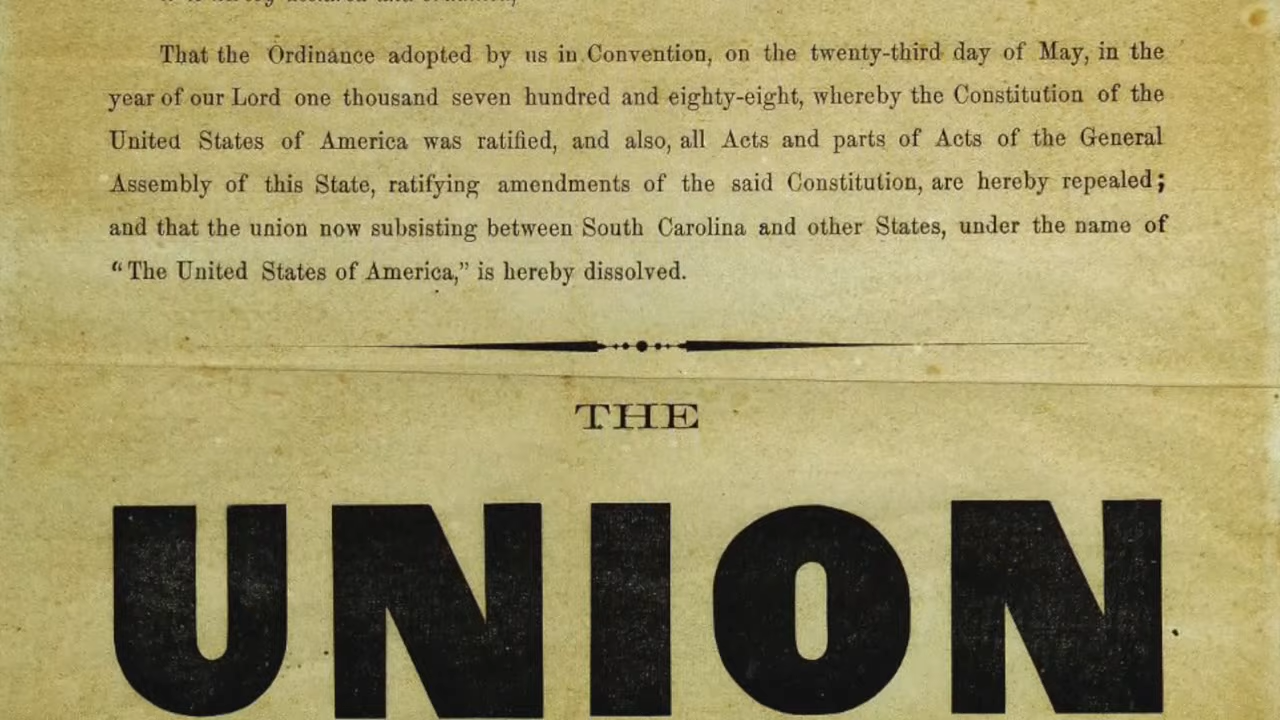 That the Ordinance adopted by us in Convention, on the twenty-third day of May, in the
year of our Lord one thousand seven hundred and eighty-eight, whereby the Constitution of the
United States of America was ratified, and also, all Acts and parts of Acts of the General
Assembly of this State, ratifying amendments of the said Constitution, are hereby repealed;
and that the union now subsisting between South Carolina and other States, under the name of
“The United States of America,” is hereby dissolved.
THE
UNION